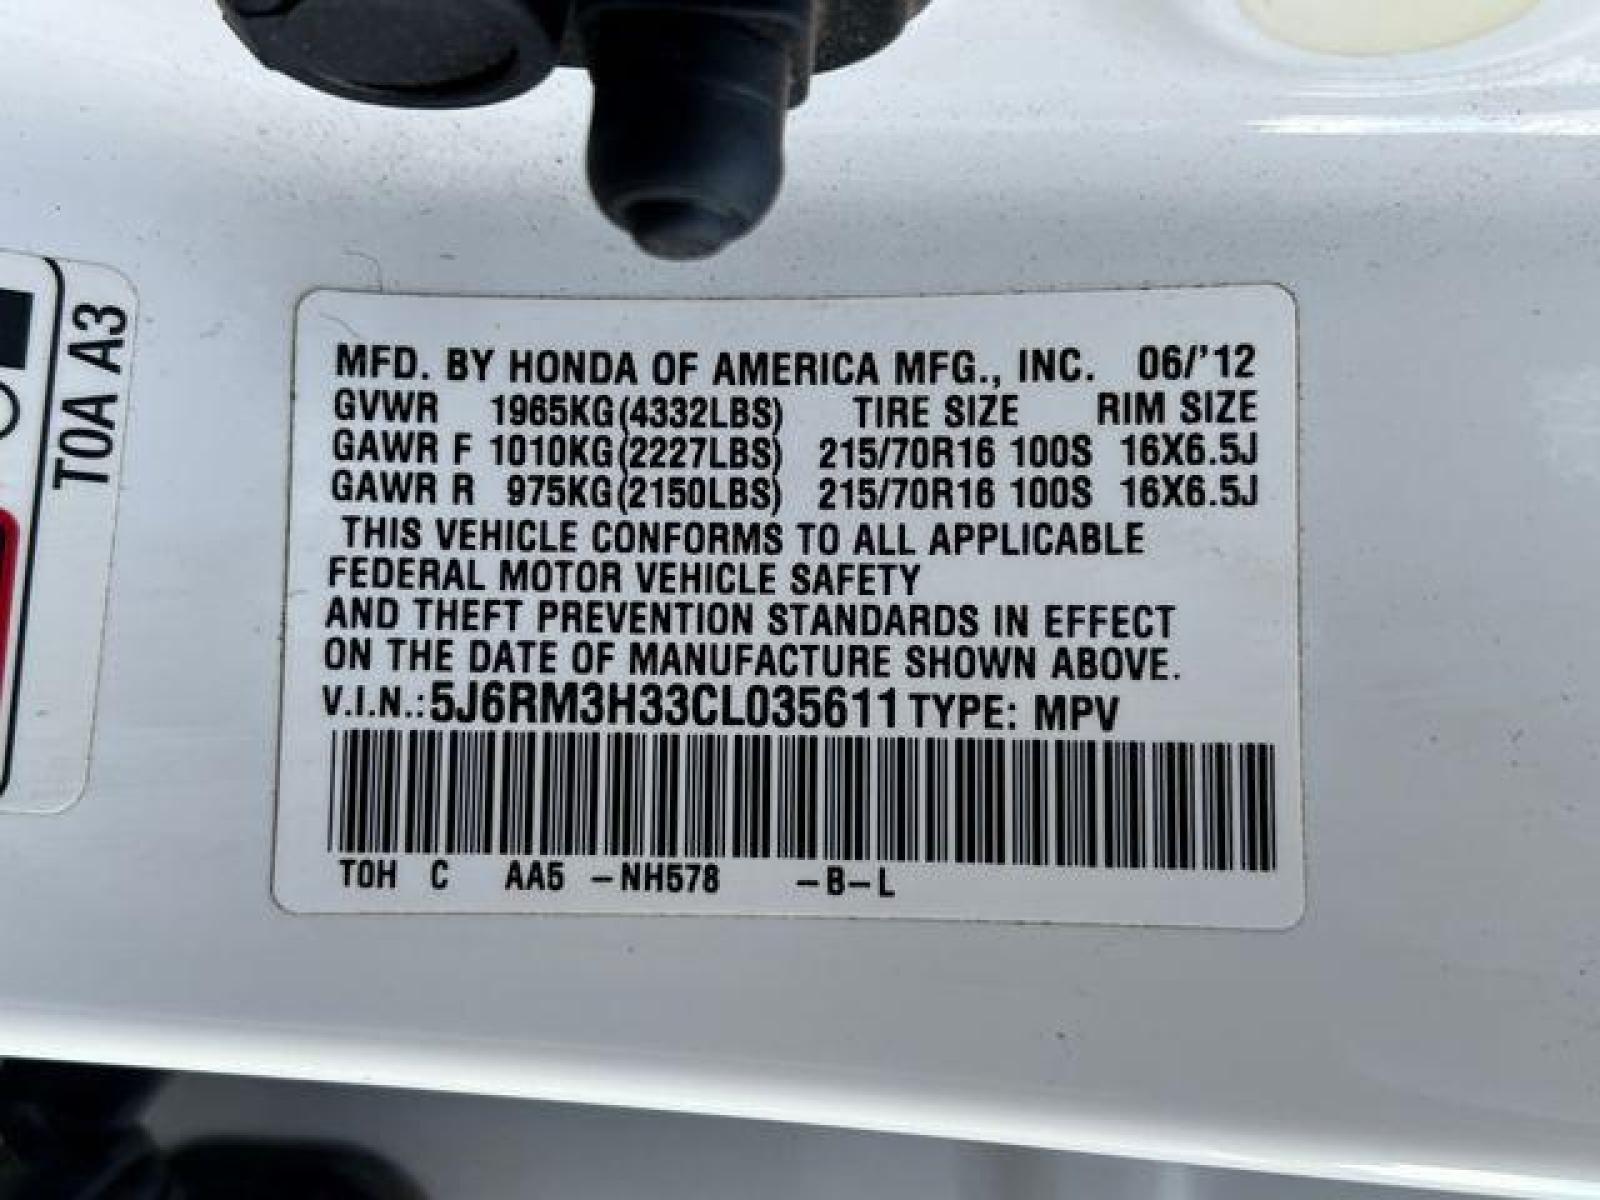 T0A A3
MFD. BY HONDA OF AMERICA MFG., INC. 06/'12
GVWR 1965KG(4332LBS) TIRE SIZE RIM SIZE
GAWR F 1010KG(2227LBS) 215/70R16 100S 16X6.5J
GAWR R 975KG(2150LBS) 215/70R16 100S 16X6.5J
THIS VEHICLE CONFORMS TO ALL APPLICABLE
FEDERAL MOTOR VEHICLE SAFETY
AND THEFT PREVENTION STANDARDS IN EFFECT
ON THE DATE OF MANUFACTURE SHOWN ABOVE.
V.I.N.: 5J6RM3H33CL035611 TYPE: MPV
T0H C AA5 -NH578 -B-L